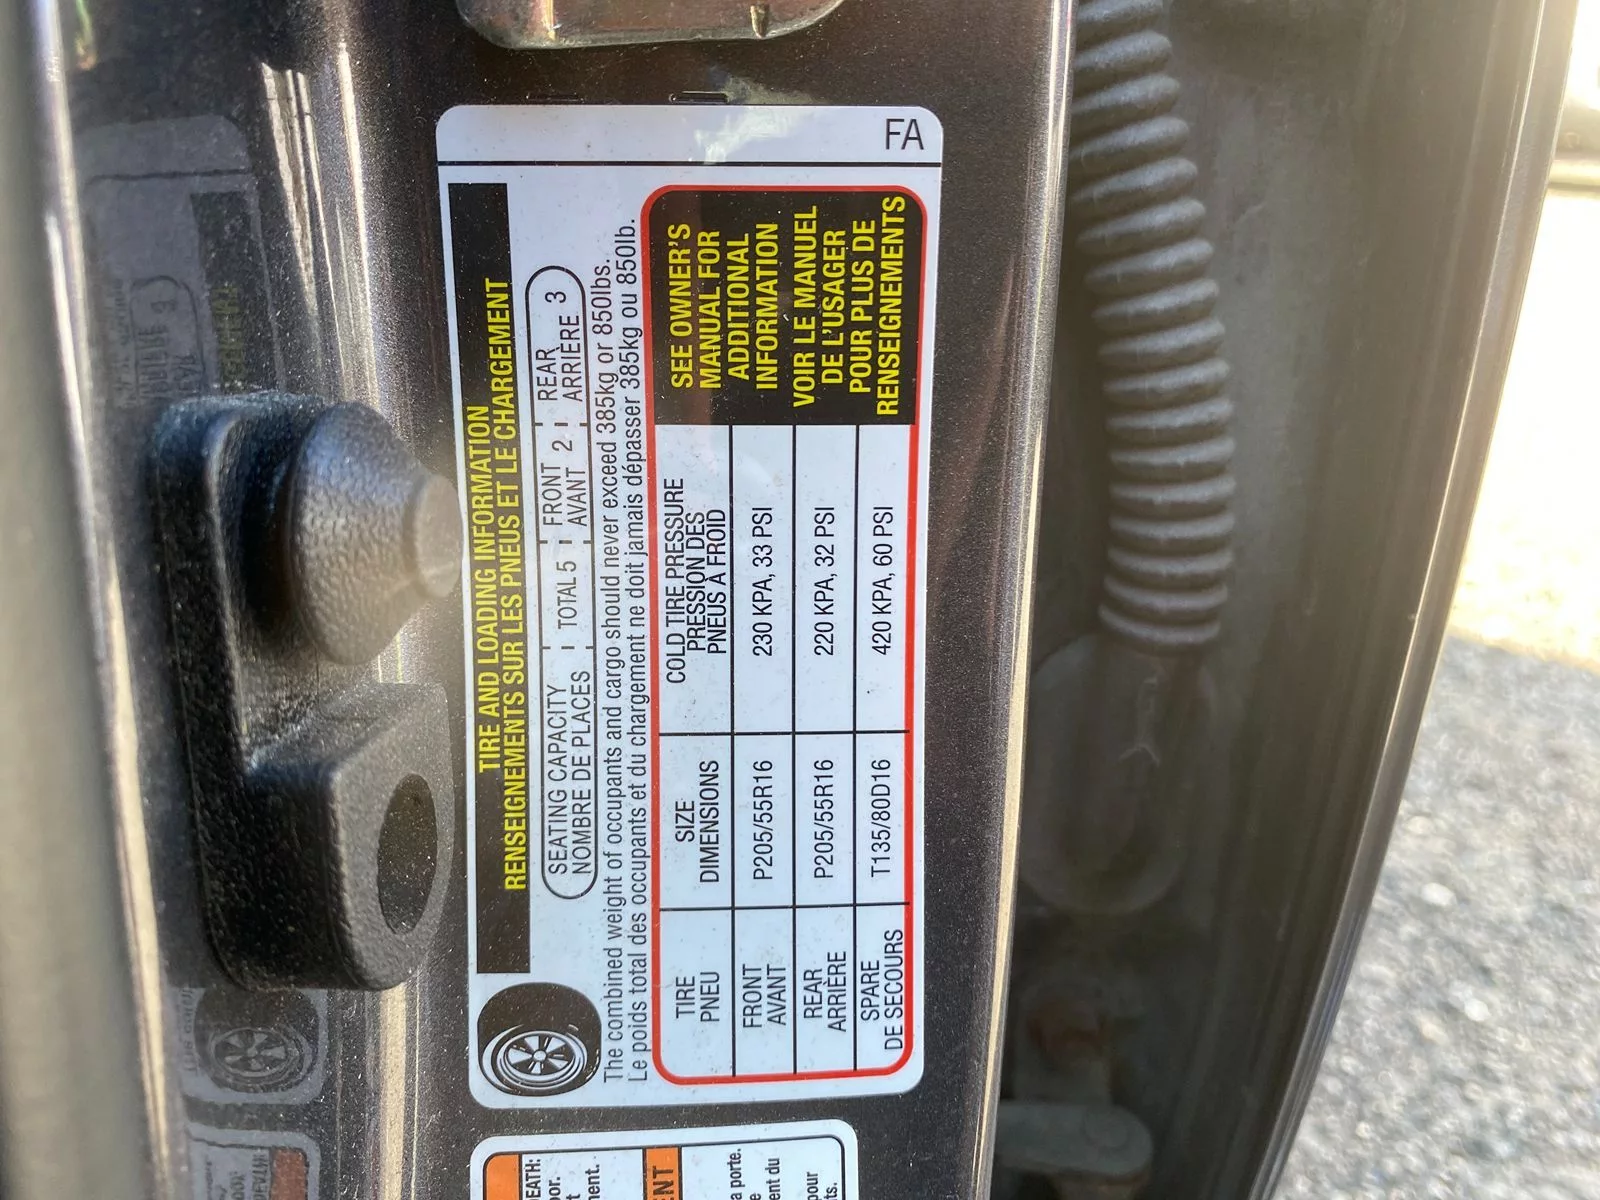 FA
TIRE AND LOADING INFORMATION
RENSEIGNEMENTS SUR LES PNEUS ET LE CHARGEMENT
SEATING CAPACITY TOTAL 5 FRONT 2 REAR 3
NOMBRE DE PLACES AVANT ARRIÈRE
The combined weight of occupants and cargo should never exceed 385kg or 850lbs.
Le poids total des occupants et du chargement ne doit jamais dépasser 385kg ou 850lb.
TIRE SIZE COLD TIRE PRESSURE
PNEU DIMENSIONS PRESSION DES
PNEUS À FROID
FRONT P205/55R16 230 KPA, 33 PSI
AVANT
REAR P205/55R16 220 KPA, 32 PSI
ARRIÈRE
SPARE T135/80D16 420 KPA, 60 PSI
DE SECOURS
SEE OWNER'S
MANUAL FOR
ADDITIONAL
INFORMATION
VOIR LE MANUEL
DE L'USAGER
POUR PLUS DE
RENSEIGNEMENTS